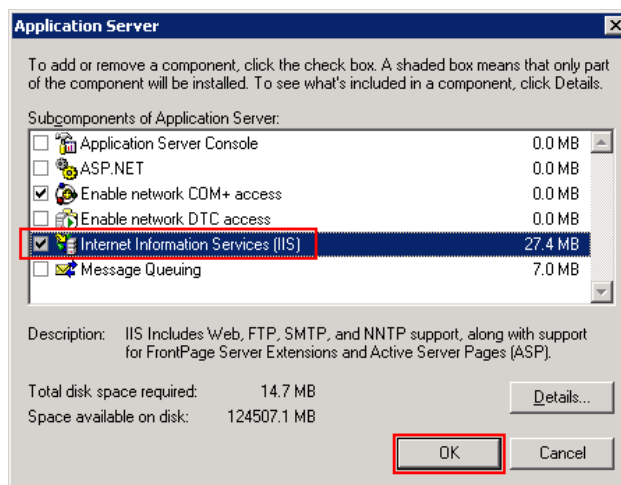 Application Server
To add or remove a component, click the check box. A shaded box means that only part
of the component will be installed. To see what's included in a component, click Details.
Subcomponents of Application Server:
Application Server Console 0.0 MB
ASP.NET 0.0 MB
Enable network COM+ access 0.0 MB
Enable network DTC access 0.0 MB
Internet Information Services (IIS) 27.4 MB
Message Queuing 7.0 MB
Description: IIS Includes Web, FTP, SMTP, and NNTP support, along with support
for FrontPage Server Extensions and Active Server Pages (ASP).
Total disk space required: 14.7 MB
Details...
Space available on disk: 124507.1 MB
OK Cancel